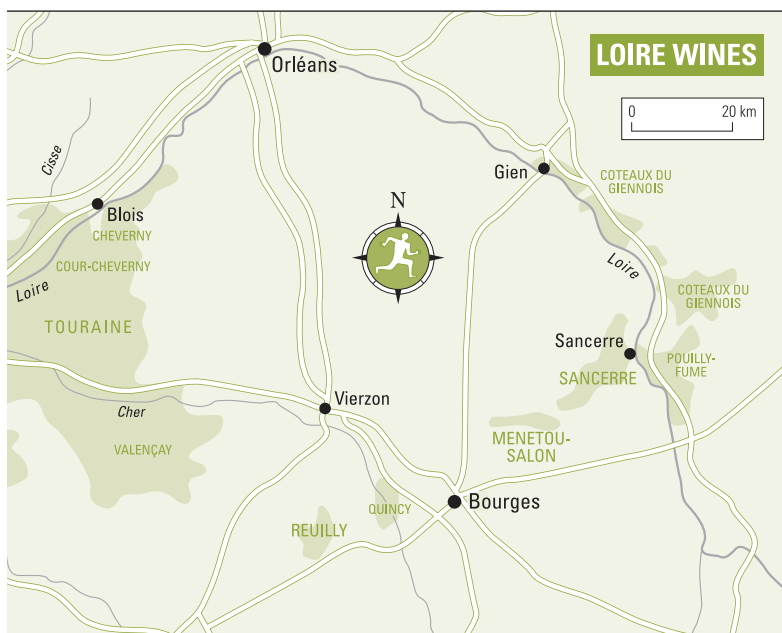 LOIRE WINES
Orléans
0 20 km
Cisse
Gien
COTEAUX DU
GIENNOIS
Blois
N
CHEVERNY
COUR-CHEVERNY
Loire
Loire
COTEAUX DU
GIENNOIS
TOURAINE
Sancerre
POUILLY-
FUME
SANCERRE
Vierzon
Cher
MENETOU-
SALON
VALENÇAY
Bourges
QUINCY
REUILLY